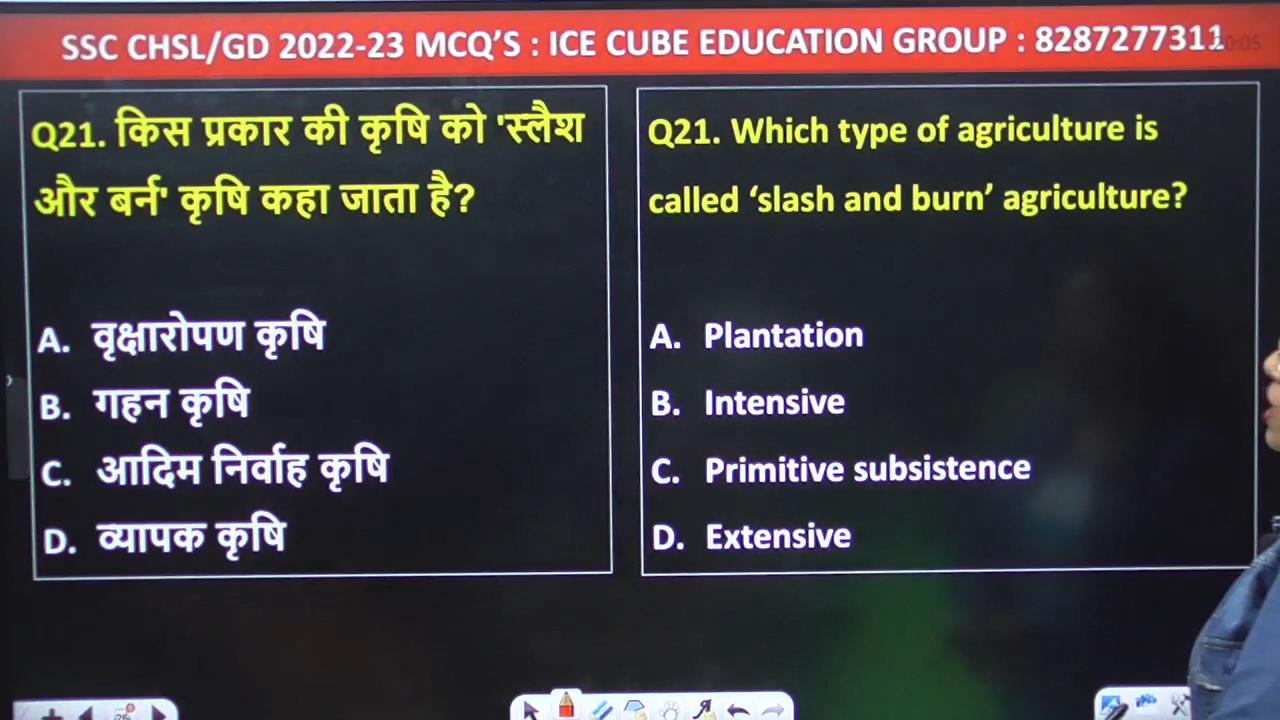 SSC CHSL/GD 2022-23 MCQ’S : ICE CUBE EDUCATION GROUP : 8287277311
Q21. किस प्रकार की कृषि को 'स्लैश
और बर्न' कृषि कहा जाता है?
A. वृक्षारोपण कृषि
B. गहन कृषि
C. आदिम निर्वाह कृषि
D. व्यापक कृषि
Q21. Which type of agriculture is
called ‘slash and burn’ agriculture?
A. Plantation
B. Intensive
C. Primitive subsistence
D. Extensive